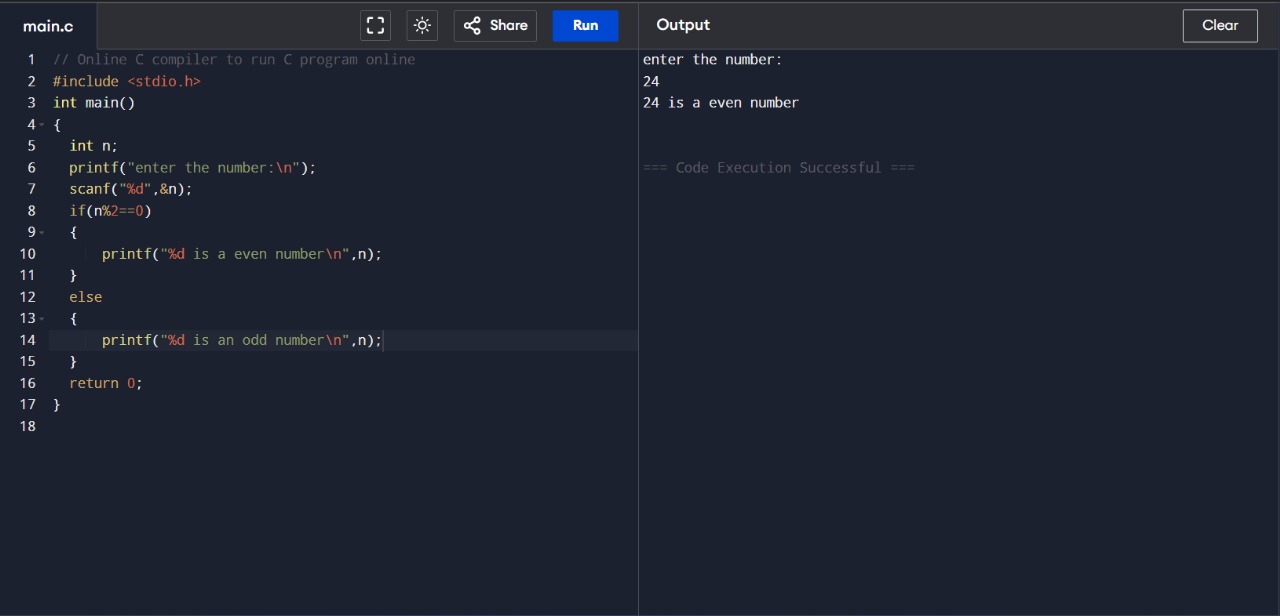 main.c Share Run Output Clear
1 // Online C compiler to run C program online
2 #include <stdio.h>
3 int main()
4 {
5 int n;
6 printf("enter the number:\n");
7 scanf("%d",&n);
8 if(n%2==0)
9 {
10 printf("%d is a even number\n",n);
11 }
12 else
13 {
14 printf("%d is an odd number\n",n);
15 }
16 return 0;
17 }
18
enter the number:
24
24 is a even number
=== Code Execution Successful ===